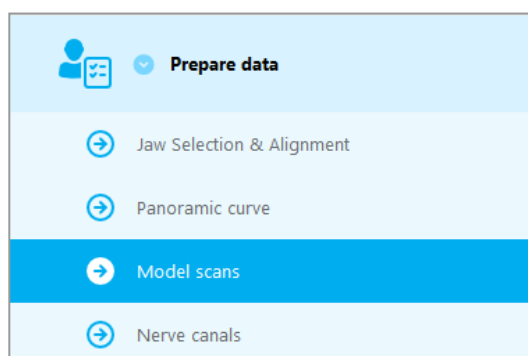 Prepare data
Jaw Selection & Alignment
Panoramic curve
Model scans
Nerve canals